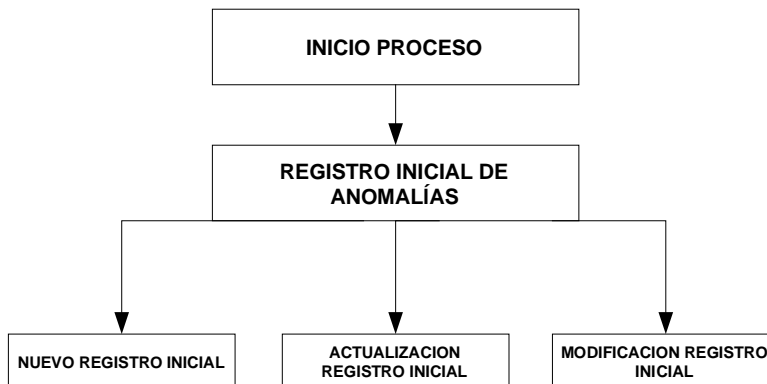 INICIO PROCESO
REGISTRO INICIAL DE
ANOMALÍAS
NUEVO REGISTRO INICIAL
ACTUALIZACION
REGISTRO INICIAL
MODIFICACION REGISTRO
INICIAL